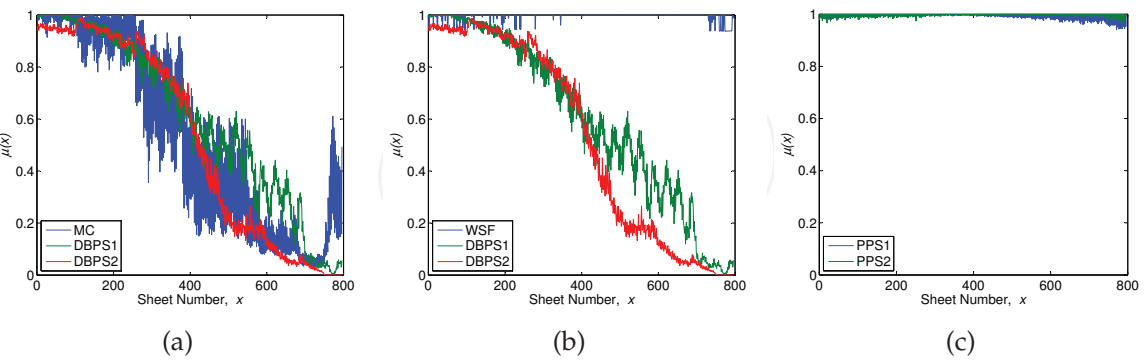 1
0.8
0.6
0.4
0.2
0
μ(x)
MC
DBPS1
DBPS2
0 200 400 600 800
Sheet Number, x
(a)
1
0.8
0.6
0.4
0.2
0
μ(x)
WSF
DBPS1
DBPS2
0 200 400 600 800
Sheet Number, x
(b)
1
0.8
0.6
0.4
0.2
0
μ(x)
PPS1
PPS2
0 200 400 600 800
Sheet Number, x
(c)